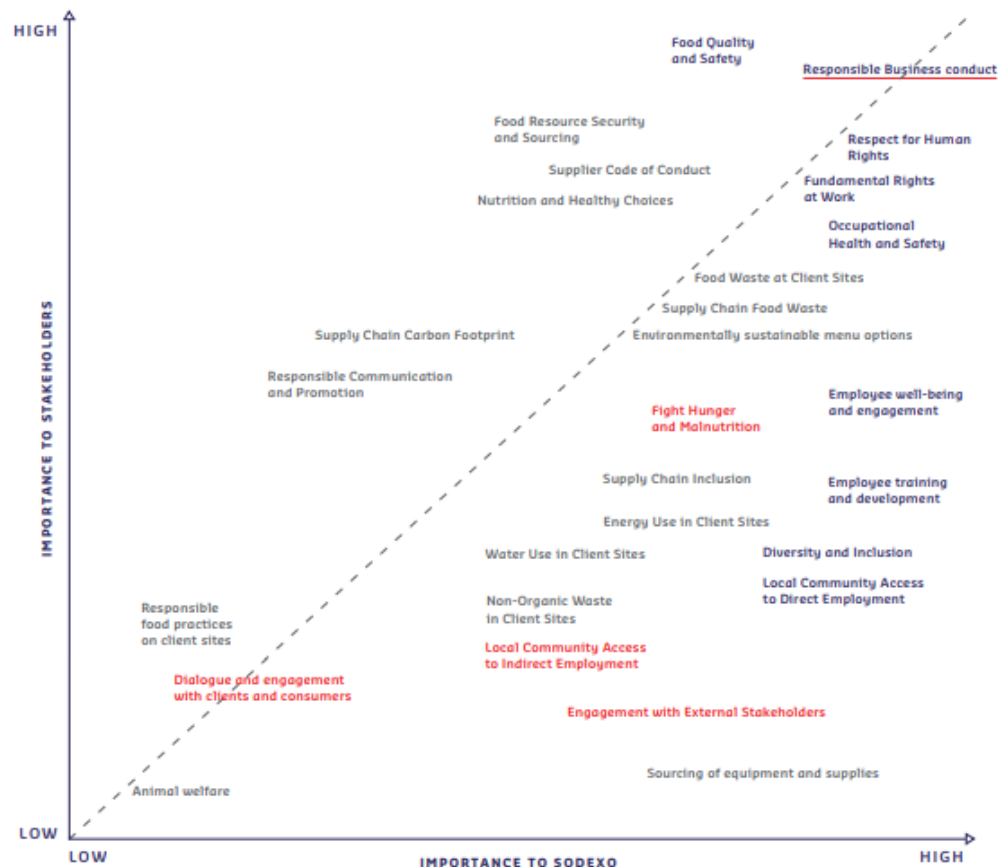 HIGH
Food Quality
and Safety
Responsible Business conduct
Food Resource Security
and Sourcing
Respect for Human
Rights
Supplier Code of Conduct
Fundamental Rights
at Work
Nutrition and Healthy Choices
Occupational
Health and Safety
Food Waste at Client Sites
Supply Chain Food Waste
Supply Chain Carbon Footprint
Environmentally sustainable menu options
Responsible Communication
and Promotion
Employee well-being
and engagement
Fight Hunger
and Malnutrition
Supply Chain Inclusion
Employee training
and development
Energy Use in Client Sites
Water Use in Client Sites
Diversity and Inclusion
Local Community Access
to Direct Employment
Non-Organic Waste
in Client Sites
Responsible
food practices
on client sites
Local Community Access
to Indirect Employment
Dialogue and engagement
with clients and consumers
Engagement with External Stakeholders
Sourcing of equipment and supplies
Animal welfare
IMPORTANCE TO STAKEHOLDERS
LOW
LOW
IMPORTANCE TO SODEXO
HIGH